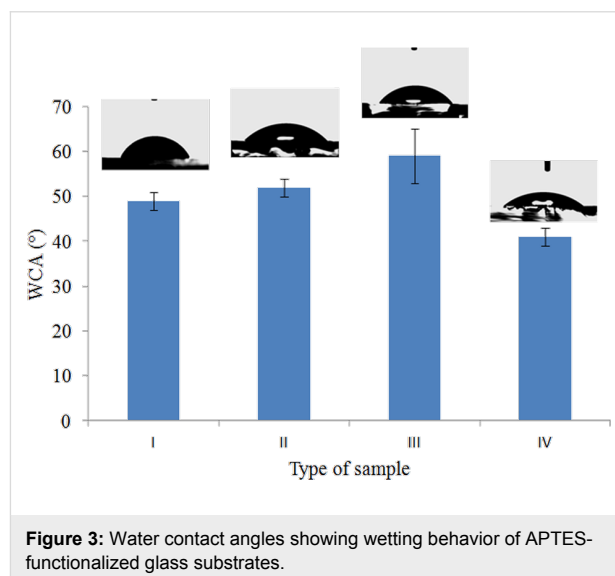 70
60
50
40
30
20
10
0
WCA (°)
I II III IV
Type of sample
Figure 3: Water contact angles showing wetting behavior of APTES-
functionalized glass substrates.